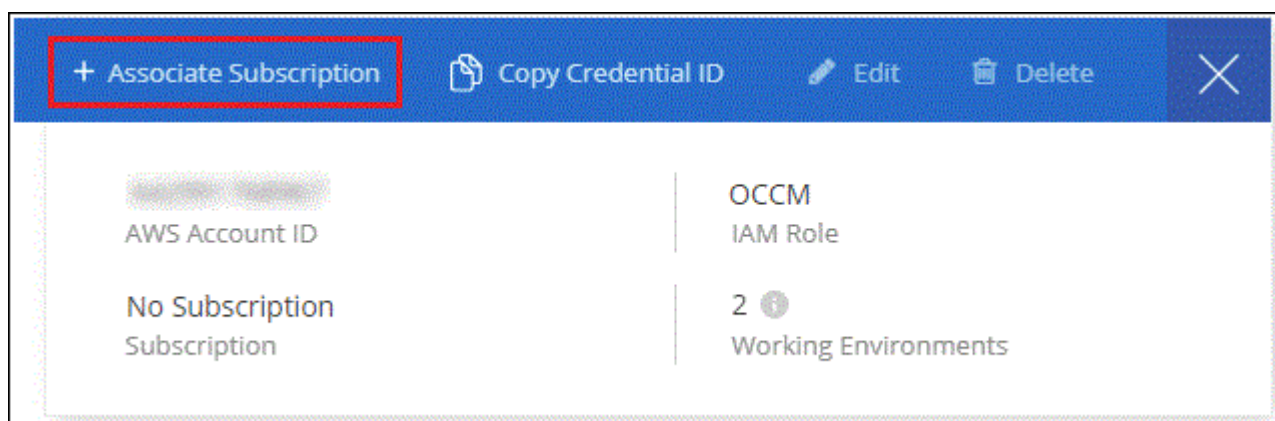 + Associate Subscription Copy Credential ID Edit Delete
AWS Account ID
OCCM
IAM Role
No Subscription
Subscription
2
Working Environments